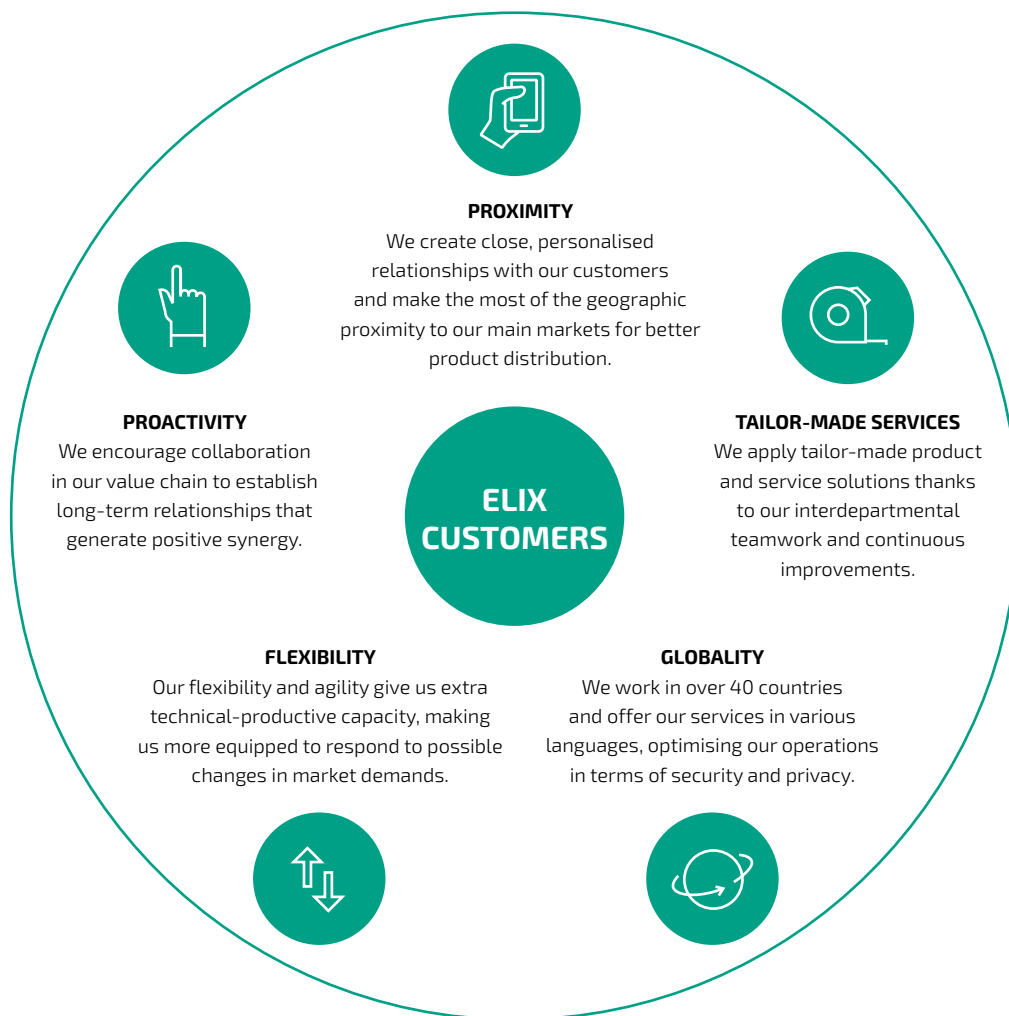 PROXIMITY
We create close, personalised
relationships with our customers
and make the most of the geographic
proximity to our main markets for better
product distribution.
PROACTIVITY
We encourage collaboration
in our value chain to establish
long-term relationships that
generate positive synergy.
TAILOR-MADE SERVICES
We apply tailor-made product
and service solutions thanks
to our interdepartmental
teamwork and continuous
improvements.
ELIX
CUSTOMERS
FLEXIBILITY
Our flexibility and agility give us extra
technical-productive capacity, making
us more equipped to respond to possible
changes in market demands.
GLOBALITY
We work in over 40 countries
and offer our services in various
languages, optimising our operations
in terms of security and privacy.